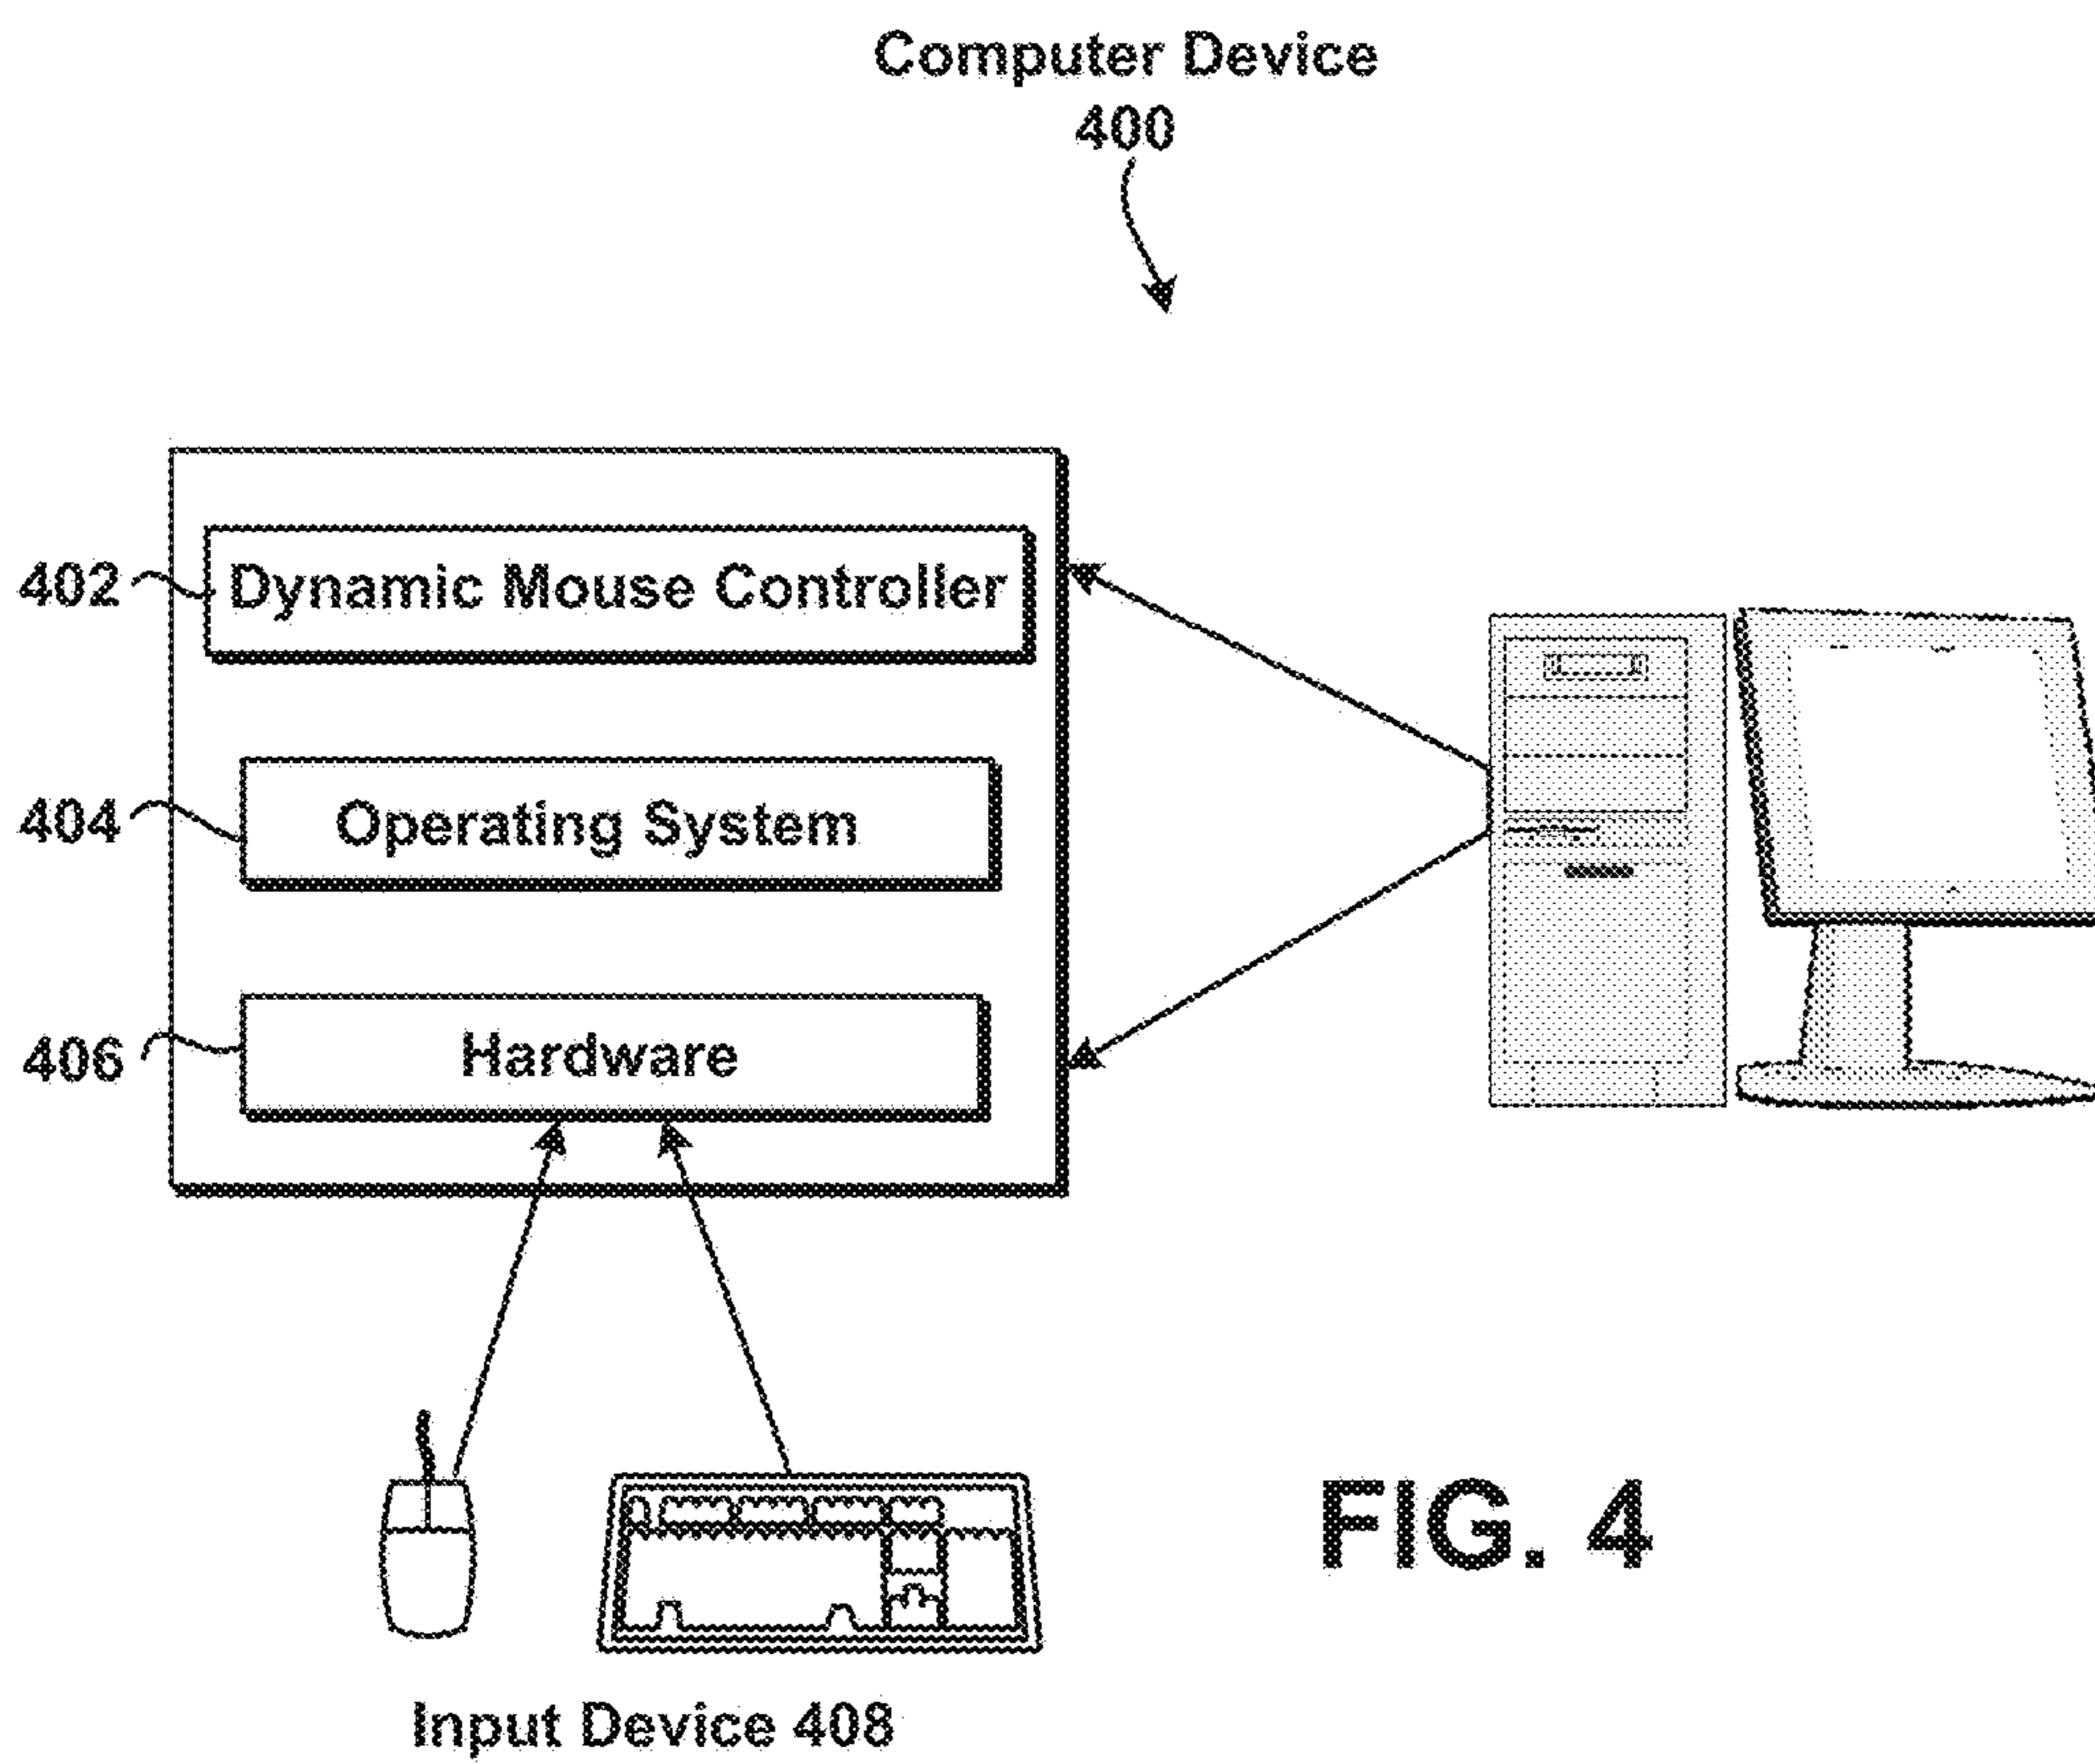 Computer Device
400
402 Dynamic Mouse Controller
404 Operating System
406 Hardware
Input Device 408
FIG. 4